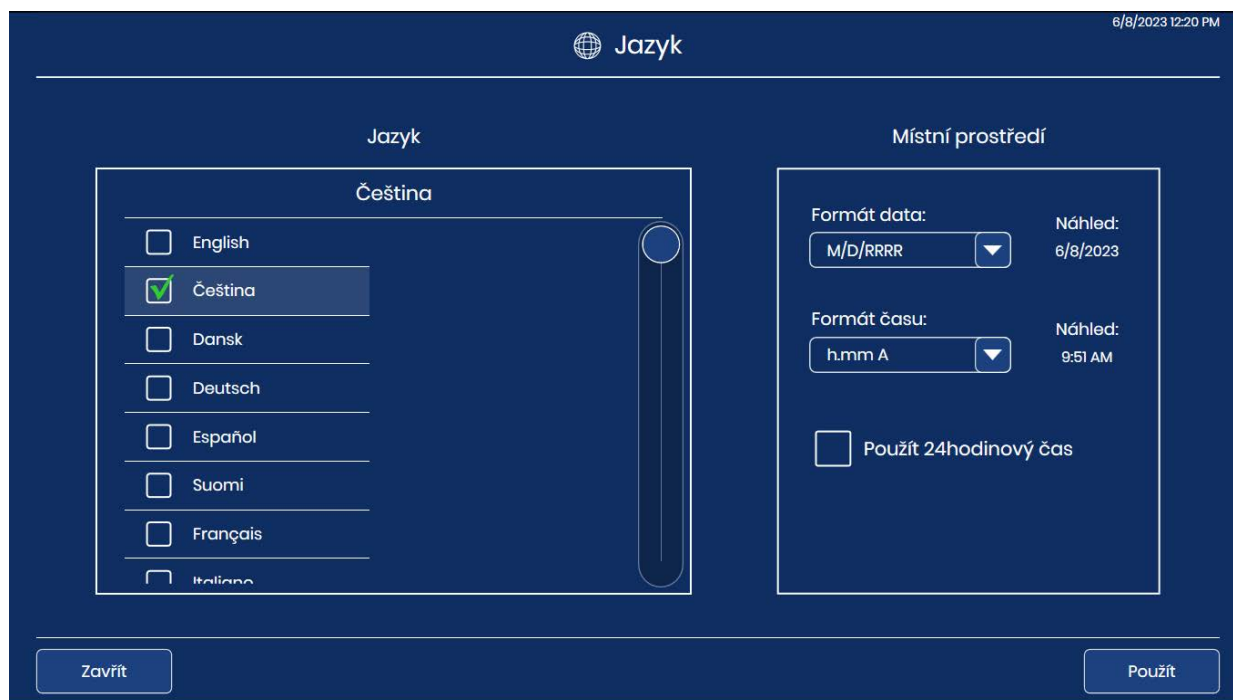 6/8/2023 12:20 PM
Jazyk
Jazyk
Čeština
English
Čeština
Dansk
Deutsch
Español
Suomi
Français
Italiano
Místní prostředí
Formát data:
Náhled:
M/D/RRRR
6/8/2023
Formát času:
Náhled:
h.mm A
9:51 AM
Použít 24hodinový čas
Zavřít
Použít